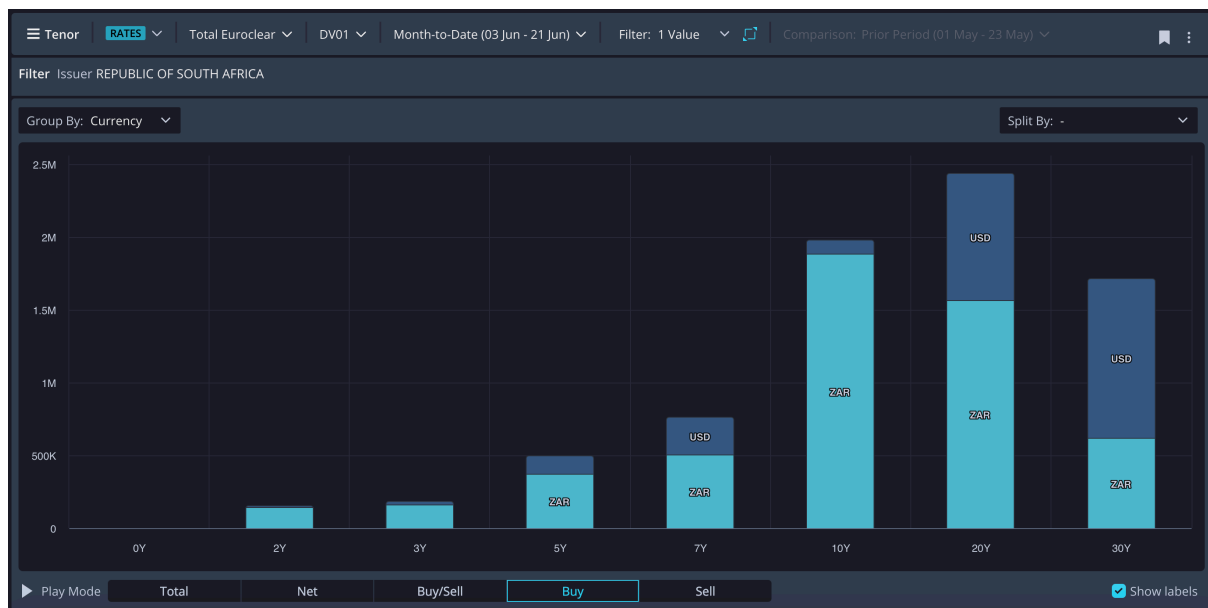 Tenor RATES Total Euroclear DV01 Month-to-Date (03 Jun - 21 Jun) Filter: 1 Value Comparison: Prior Period (01 May - 23 May)
Filter Issuer REPUBLIC OF SOUTH AFRICA
Group By: Currency Split By: -
2.5M
2M
1.5M
1M
500K
0
USD
USD
ZAR
ZAR
USD
ZAR
ZAR
ZAR
ZAR
0Y 2Y 3Y 5Y 7Y 10Y 20Y 30Y
Play Mode Total Net Buy/Sell Buy Sell Show labels